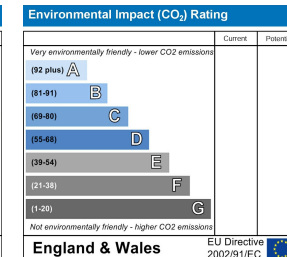 Environmental Impact (CO₂) Rating
Current Potenti
Very environmentally friendly - lower CO2 emissions
(92 plus) A
(81-91) B
(69-80) C
(55-68) D
(39-54) E
(21-38) F
(1-20) G
Not environmentally friendly - higher CO2 emissions
England & Wales
EU Directive
2002/91/EC